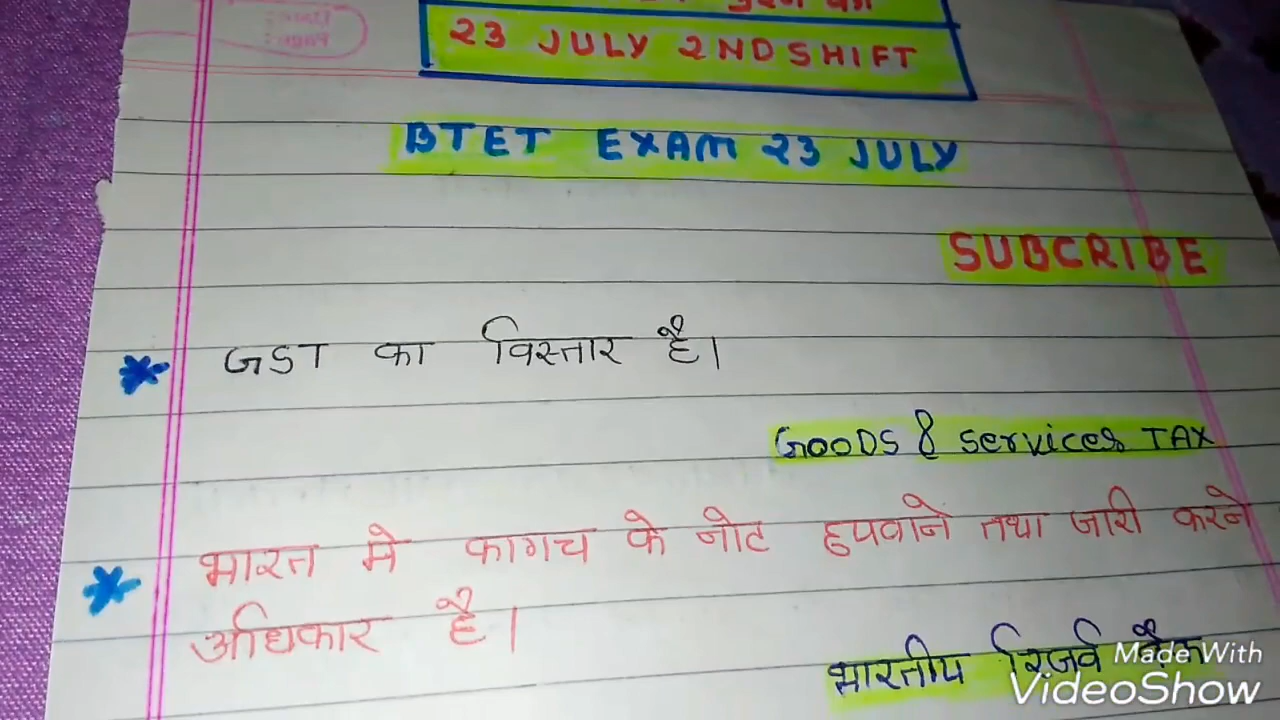 23 JULY 2ND SHIFT
BTET EXAM 23 JULY
SUBCRIBE
GST का विस्तार है।
GOODS & Services TAX
भारत मे कागच के नोट छपवाने तथा जारी करने
अधिकार है।
भारतीय रिजर्व बैंक
Made With
VideoShow